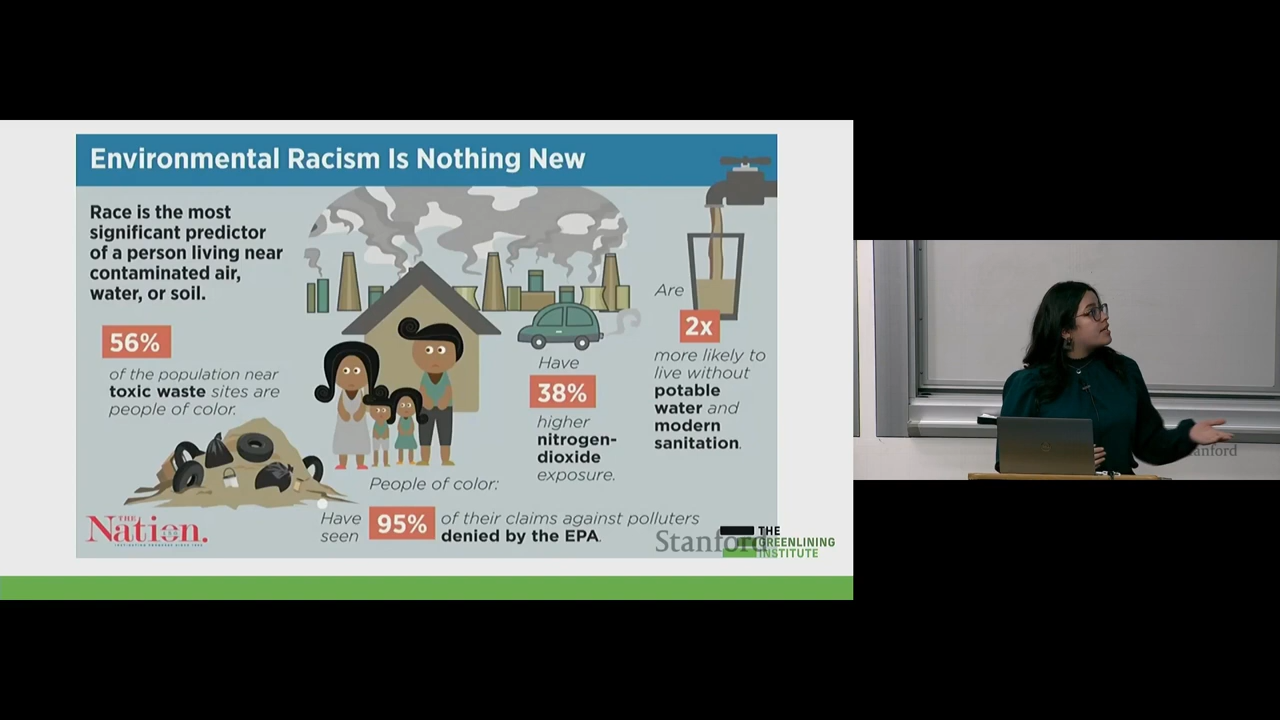 Environmental Racism Is Nothing New
Race is the most
significant predictor
of a person living near
contaminated air,
water, or soil.
56%
of the population near
toxic waste sites are
people of color.
People of color:
Have
38%
higher
nitrogen-
dioxide
exposure.
Are
2x
more likely to
live without
potable
water and
modern
sanitation.
Have
seen
95%
of their claims against polluters
denied by the EPA.
THE
Nation.
Stanford
THE
GREENLINING
INSTITUTE